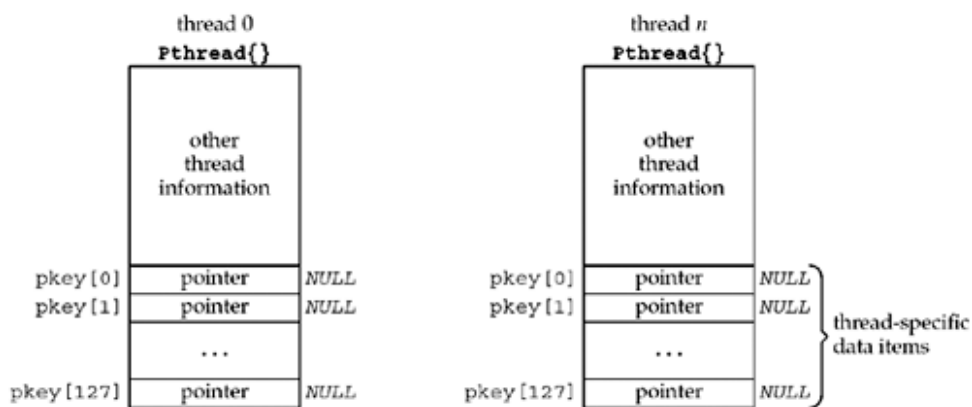 thread 0
Pthread{}
other
thread
information
pkey[0] pointer NULL
pkey[1] pointer NULL
...
pkey[127] pointer NULL
thread n
Pthread{}
other
thread
information
pkey[0] pointer NULL
pkey[1] pointer NULL
...
pkey[127] pointer NULL
thread-specific
data items